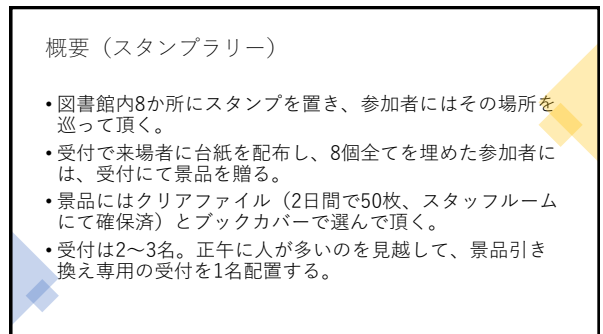 概要（スタンプラリー）
• 図書館内8か所にスタンプを置き、参加者にはその場所を
巡って頂く。
• 受付で来場者に台紙を配布し、8個全てを埋めた参加者に
は、受付にて景品を贈る。
• 景品にはクリアファイル（2日間で50枚、スタッフルーム
にて確保済）とブックカバーで選んで頂く。
• 受付は2～3名。正午に人が多いのを見越して、景品引き
換え専用の受付を1名配置する。